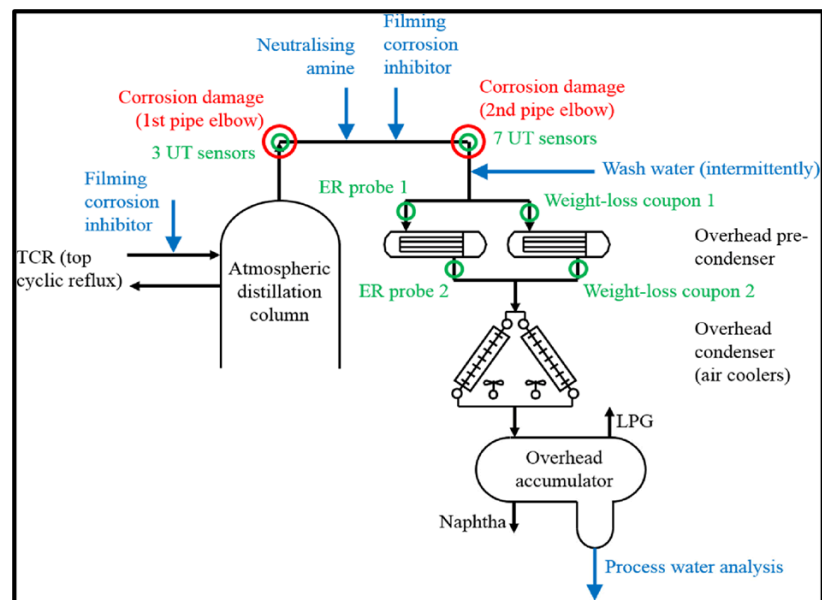 Neutralising
amine
Filming
corrosion
inhibitor
Corrosion damage
(1st pipe elbow)
3 UT sensors
Corrosion damage
(2nd pipe elbow)
7 UT sensors
Filming
corrosion
inhibitor
Wash water (intermittently)
ER probe 1
Weight-loss coupon 1
TCR (top
cyclic reflux)
Atmospheric
distillation
column
Overhead pre-
condenser
ER probe 2
Weight-loss coupon 2
Overhead
condenser
(air coolers)
LPG
Overhead
accumulator
Naphtha
Process water analysis